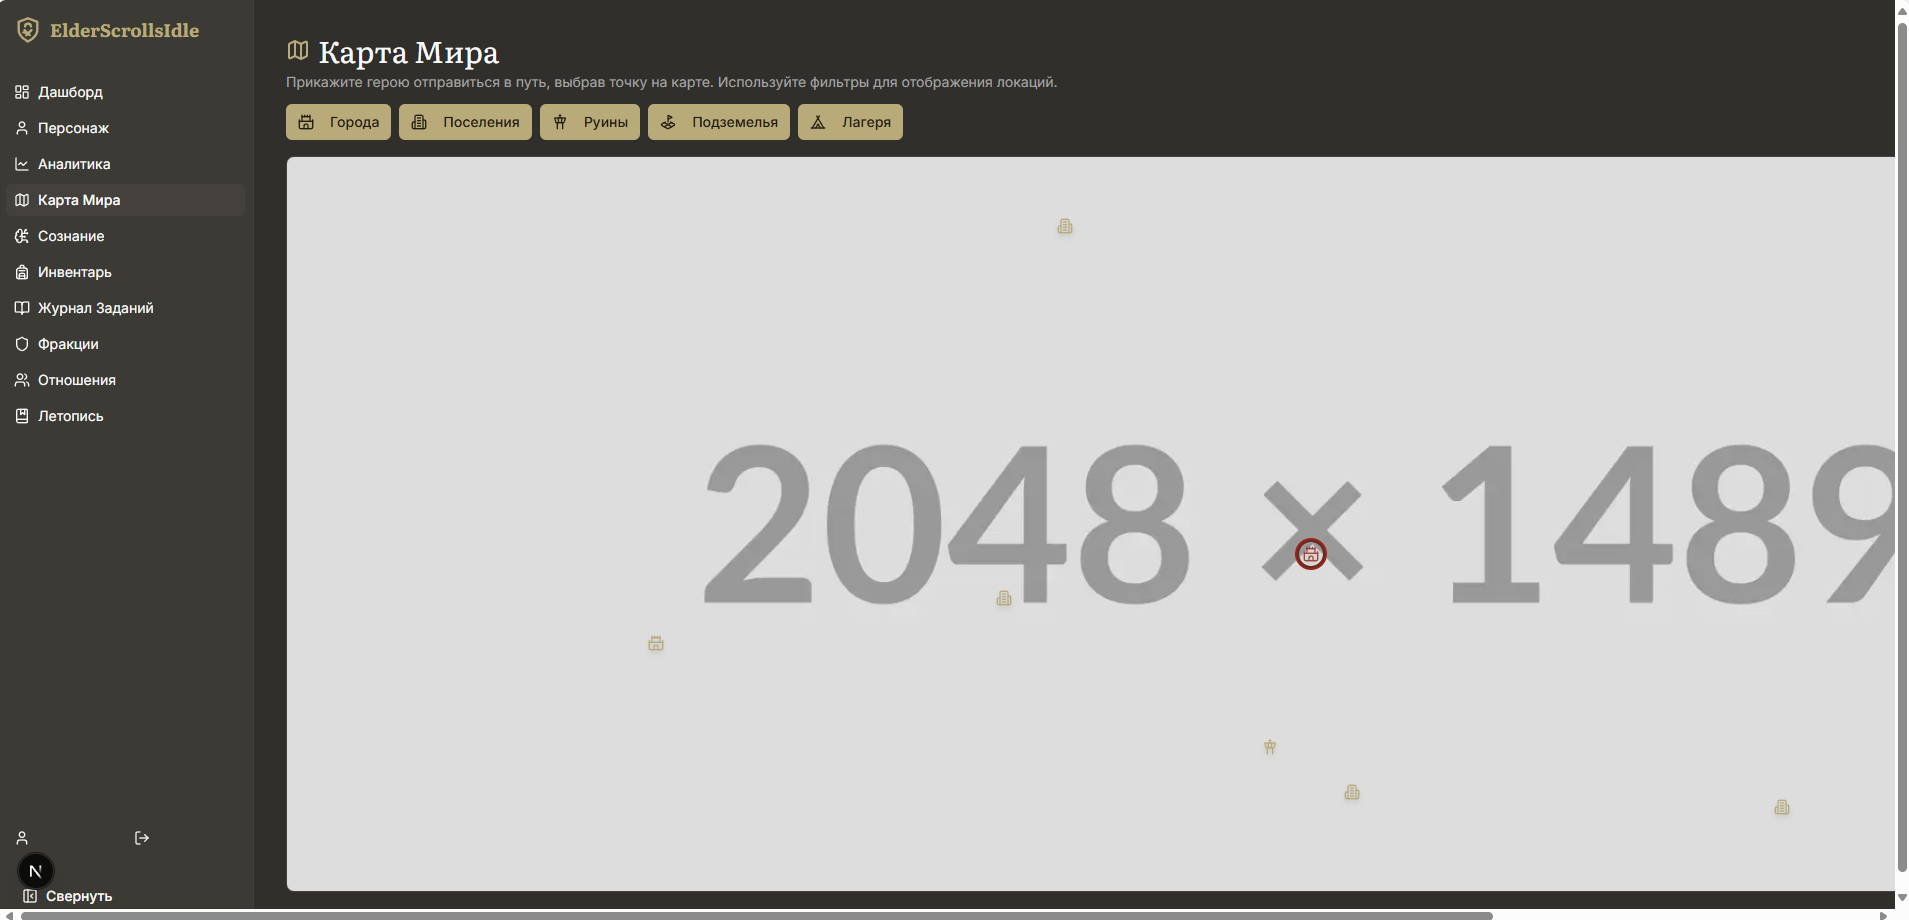 ElderScrollsIdle
Дашборд
Персонаж
Аналитика
Карта Мира
Сознание
Инвентарь
Журнал Заданий
Фракции
Отношения
Летопись
N
Свернуть
Карта Мира
Прикажите герою отправиться в путь, выбрав точку на карте. Используйте фильтры для отображения локаций.
Города
Поселения
Руины
Подземелья
Лагеря
2048 × 1489